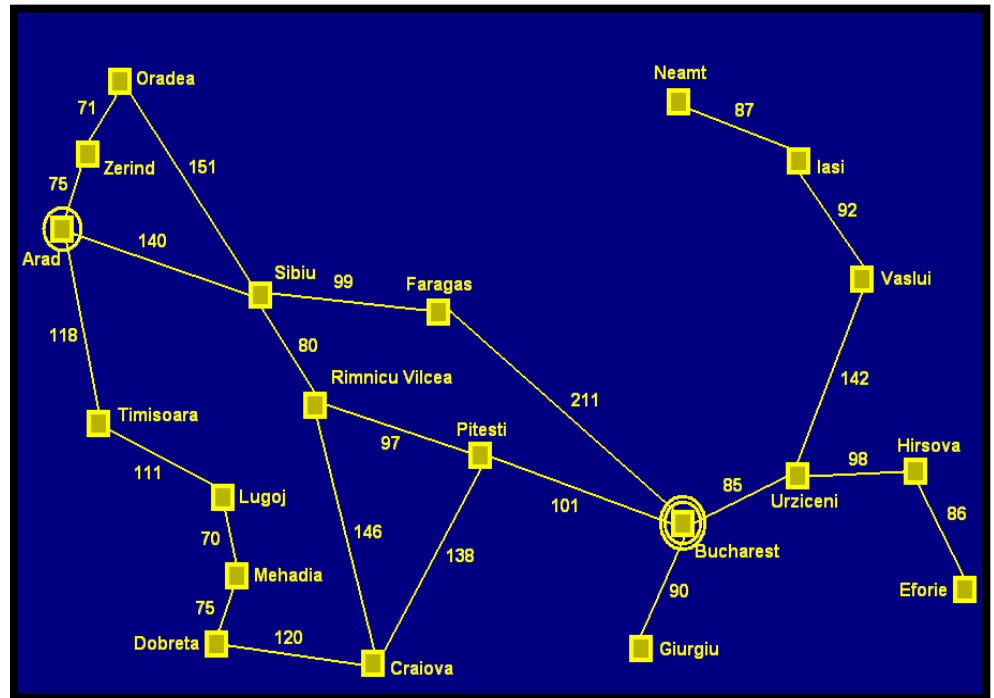 Neamt
Oradea
71
87
Zerind
151
Iasi
75
92
140
Arad
Sibiu
99
Faragas
Vaslui
118
80
Rimnicu Vilcea
142
211
Timisoara
Pitesti
97
Hirsova
98
111
85
Lugoj
101
Urziceni
86
146
70
138
Bucharest
Mehadia
90
Eforie
75
120
Dobreta
Giurgiu
Craiova